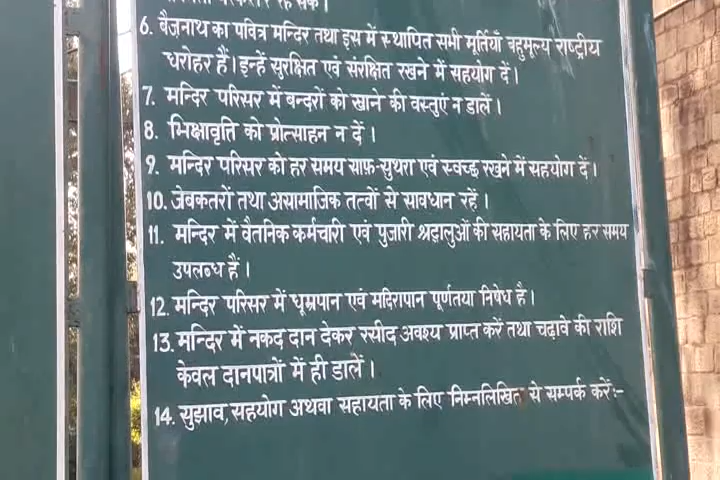 रह सकें।
6. बैजनाथ का पवित्र मन्दिर तथा इस में स्थापित सभी मूर्तियाँ बहुमूल्य राष्ट्रीय
धरोहर हैं। इन्हें सुरक्षित एवं संरक्षित रखने में सहयोग दें।
7. मन्दिर परिसर में बन्दरों को खाने की वस्तुएं न डालें।
8. भिक्षावृति को प्रोत्साहन न दें।
9. मन्दिर परिसर को हर समय साफ़-सुथरा एवं स्वच्छ रखने में सहयोग दें।
10. जेबकतरों तथा असामाजिक तत्वों से सावधान रहें।
11. मन्दिर में वैतनिक कर्मचारी एवं पुजारी श्रद्धालुओं की सहायता के लिए हर समय
उपलब्ध हैं।
12. मन्दिर परिसर में धूम्रपान एवं मदिरापान पूर्णतया निषेध है।
13. मन्दिर में नकद दान देकर रसीद अवश्य प्राप्त करें तथा चढ़ावे की राशि
केवल दानपात्रों में ही डालें।
14. सुझाव, सहयोग अथवा सहायता के लिए निम्नलिखित से सम्पर्क करें:-